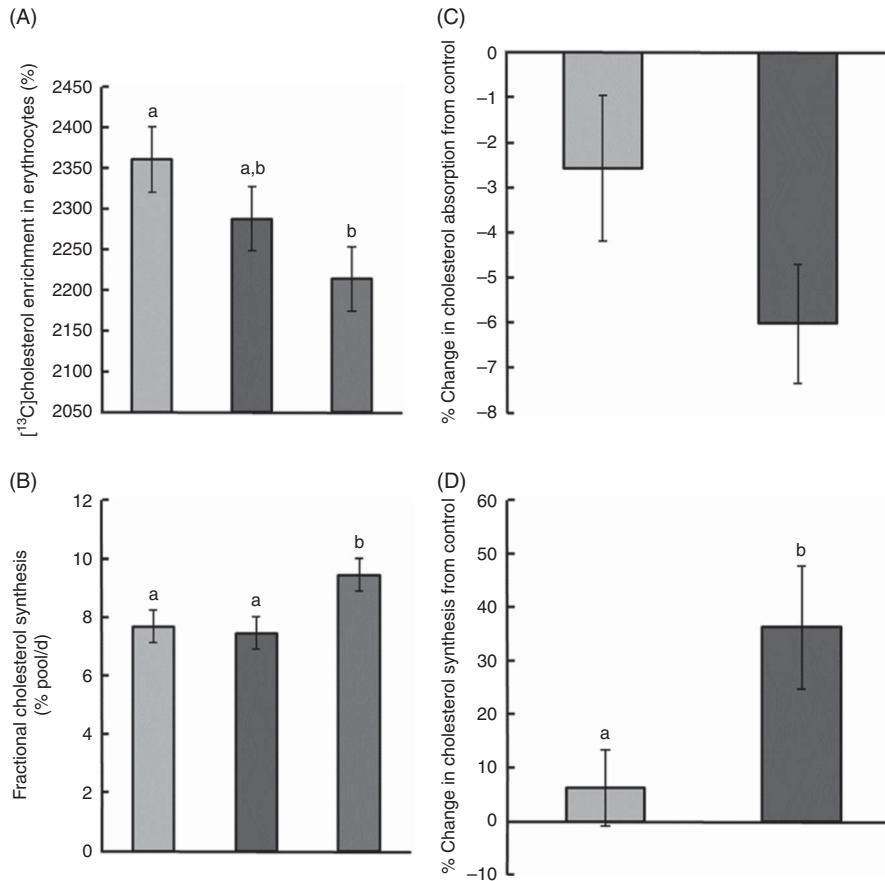 (A)
[¹³C]cholesterol enrichment in erythrocytes (%)
2450
2400
2350
2300
2250
2200
2150
2100
2050
a
a,b
b
(B)
Fractional cholesterol synthesis
(% pool/d)
12
10
8
6
4
2
0
a
a
b
(C)
% Change in cholesterol absorption from control
0
–1
–2
–3
–4
–5
–6
–7
–8
(D)
% Change in cholesterol synthesis from control
60
50
40
30
20
10
0
–10
a
b